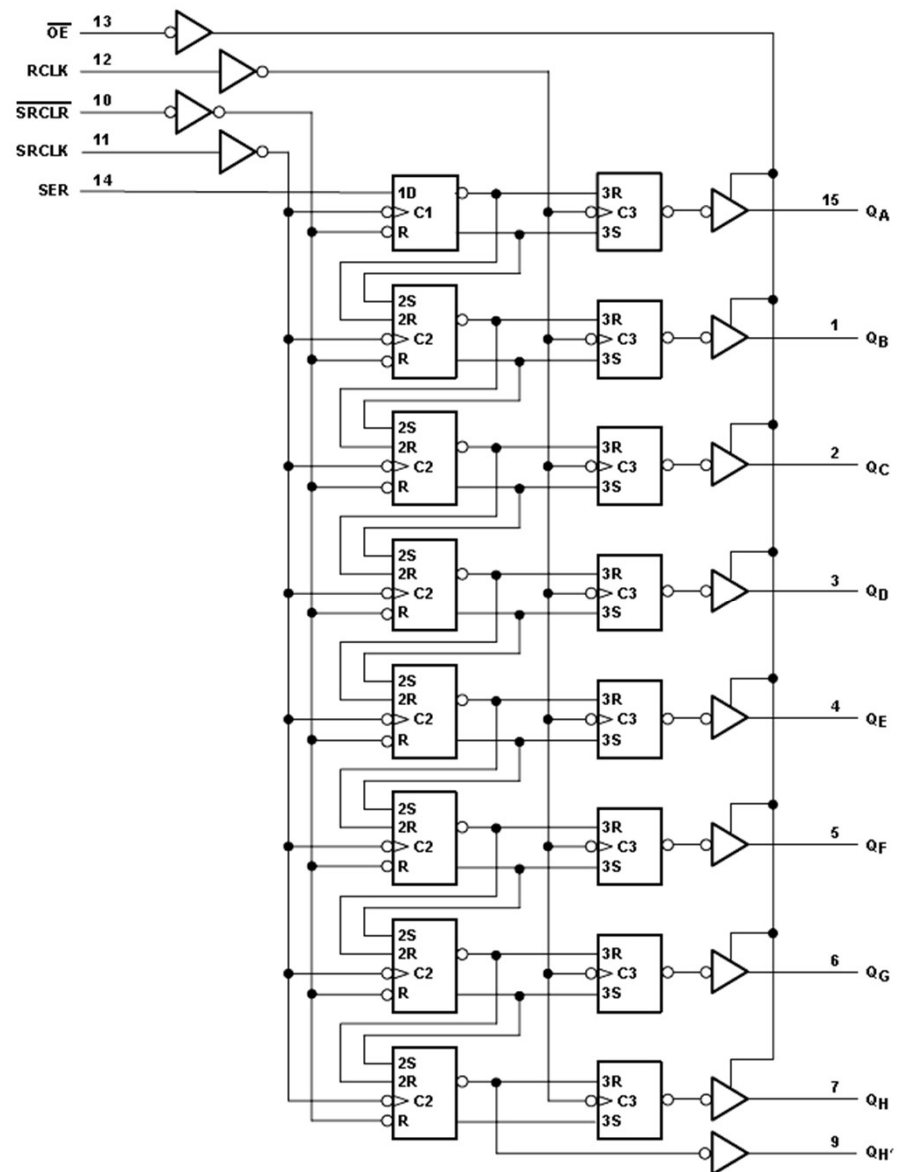 OE 13
RCLK 12
SRCLR 10
SRCLK 11
SER 14
1D
C1
R
3R
C3
3S
15 QA
2S
2R
C2
R
3R
C3
3S
1 QB
2S
2R
C2
R
3R
C3
3S
2 QC
2S
2R
C2
R
3R
C3
3S
3 QD
2S
2R
C2
R
3R
C3
3S
4 QE
2S
2R
C2
R
3R
C3
3S
5 QF
2S
2R
C2
R
3R
C3
3S
6 QG
2S
2R
C2
R
3R
C3
3S
7 QH
9 QH'